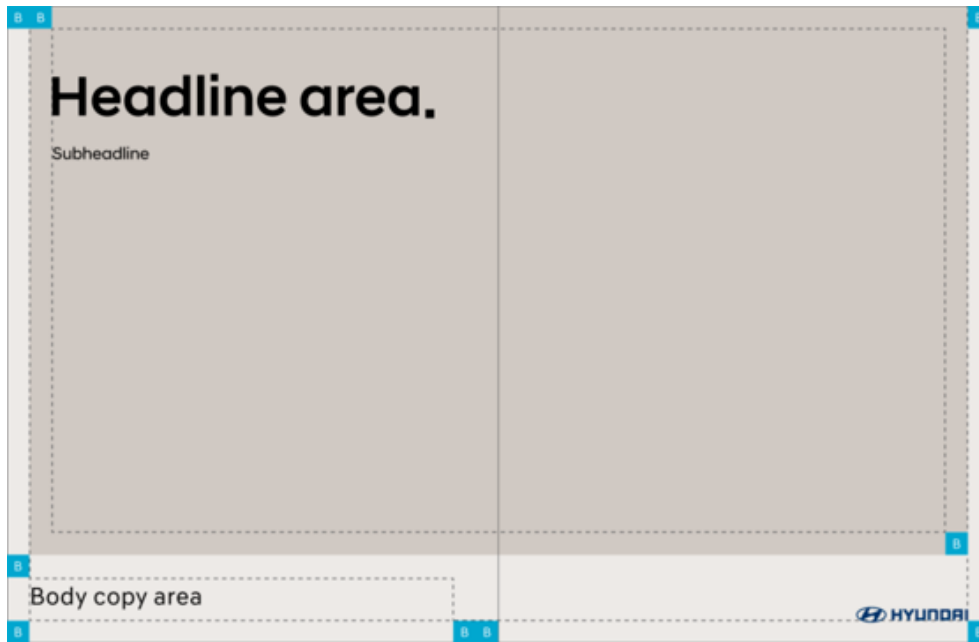 B B B
Headline area.
Subheadline
B
B
Body copy area
HYUNDAI
B B B B